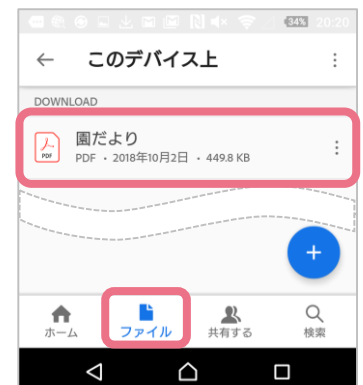 34% 20:20
このデバイス上
DOWNLOAD
園だより
PDF ・ 2018年10月2日 ・ 449.8 KB
PDF
ホーム ファイル 共有する 検索